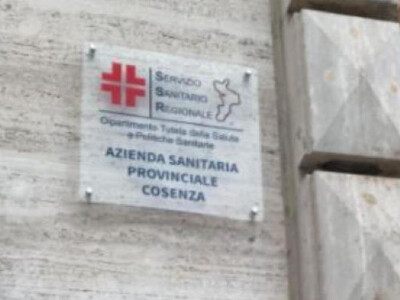 SERVIZIO
SANITARIO
REGIONALE
Dipartimento Tutela della Salute
e Politiche Sanitarie
AZIENDA SANITARIA
PROVINCIALE
COSENZA